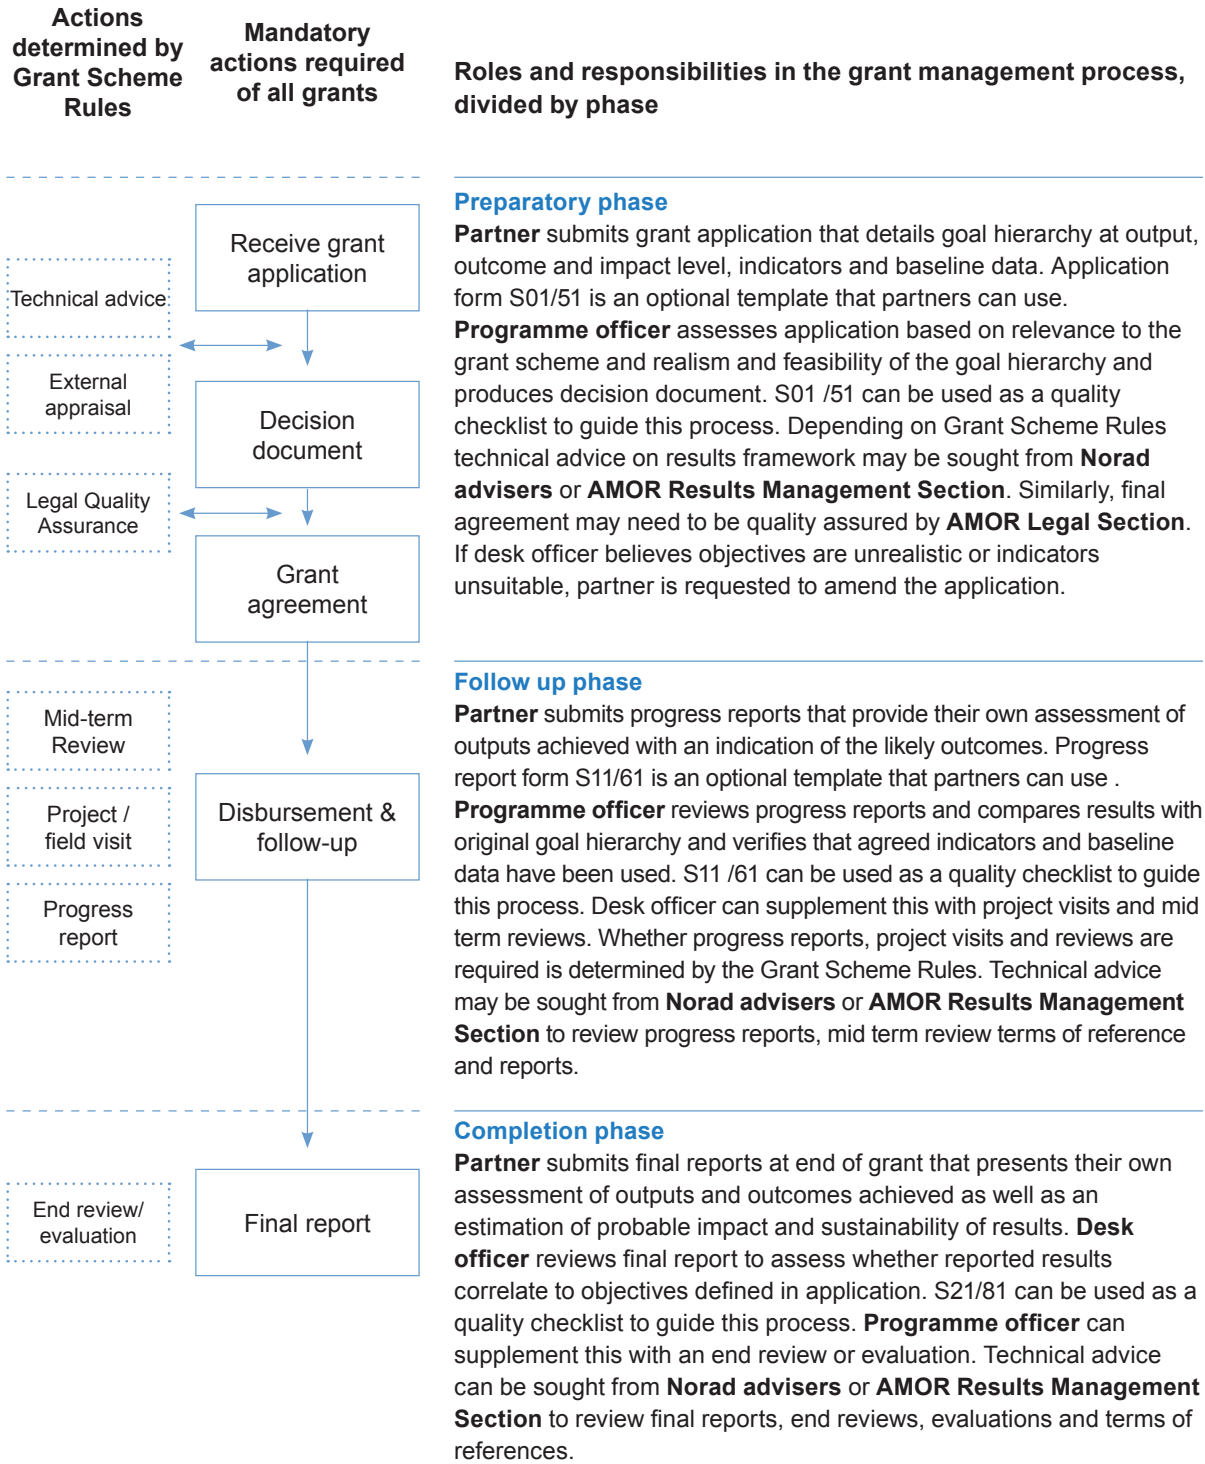 Actions
determined by
Grant Scheme
Rules
Mandatory
actions required
of all grants
Roles and responsibilities in the grant management process,
divided by phase
Receive grant
application
Technical advice
External
appraisal
Decision
document
Legal Quality
Assurance
Grant
agreement
Preparatory phase
Partner submits grant application that details goal hierarchy at output,
outcome and impact level, indicators and baseline data. Application
form S01/51 is an optional template that partners can use.
Programme officer assesses application based on relevance to the
grant scheme and realism and feasibility of the goal hierarchy and
produces decision document. S01 /51 can be used as a quality
checklist to guide this process. Depending on Grant Scheme Rules
technical advice on results framework may be sought from Norad
advisers or AMOR Results Management Section. Similarly, final
agreement may need to be quality assured by AMOR Legal Section.
If desk officer believes objectives are unrealistic or indicators
unsuitable, partner is requested to amend the application.
Mid-term
Review
Project /
field visit
Progress
report
Disbursement &
follow-up
Follow up phase
Partner submits progress reports that provide their own assessment of
outputs achieved with an indication of the likely outcomes. Progress
report form S11/61 is an optional template that partners can use .
Programme officer reviews progress reports and compares results with
original goal hierarchy and verifies that agreed indicators and baseline
data have been used. S11 /61 can be used as a quality checklist to guide
this process. Desk officer can supplement this with project visits and mid
term reviews. Whether progress reports, project visits and reviews are
required is determined by the Grant Scheme Rules. Technical advice
may be sought from Norad advisers or AMOR Results Management
Section to review progress reports, mid term review terms of reference
and reports.
End review/
evaluation
Final report
Completion phase
Partner submits final reports at end of grant that presents their own
assessment of outputs and outcomes achieved as well as an
estimation of probable impact and sustainability of results. Desk
officer reviews final report to assess whether reported results
correlate to objectives defined in application. S21/81 can be used as a
quality checklist to guide this process. Programme officer can
supplement this with an end review or evaluation. Technical advice
can be sought from Norad advisers or AMOR Results Management
Section to review final reports, end reviews, evaluations and terms of
references.